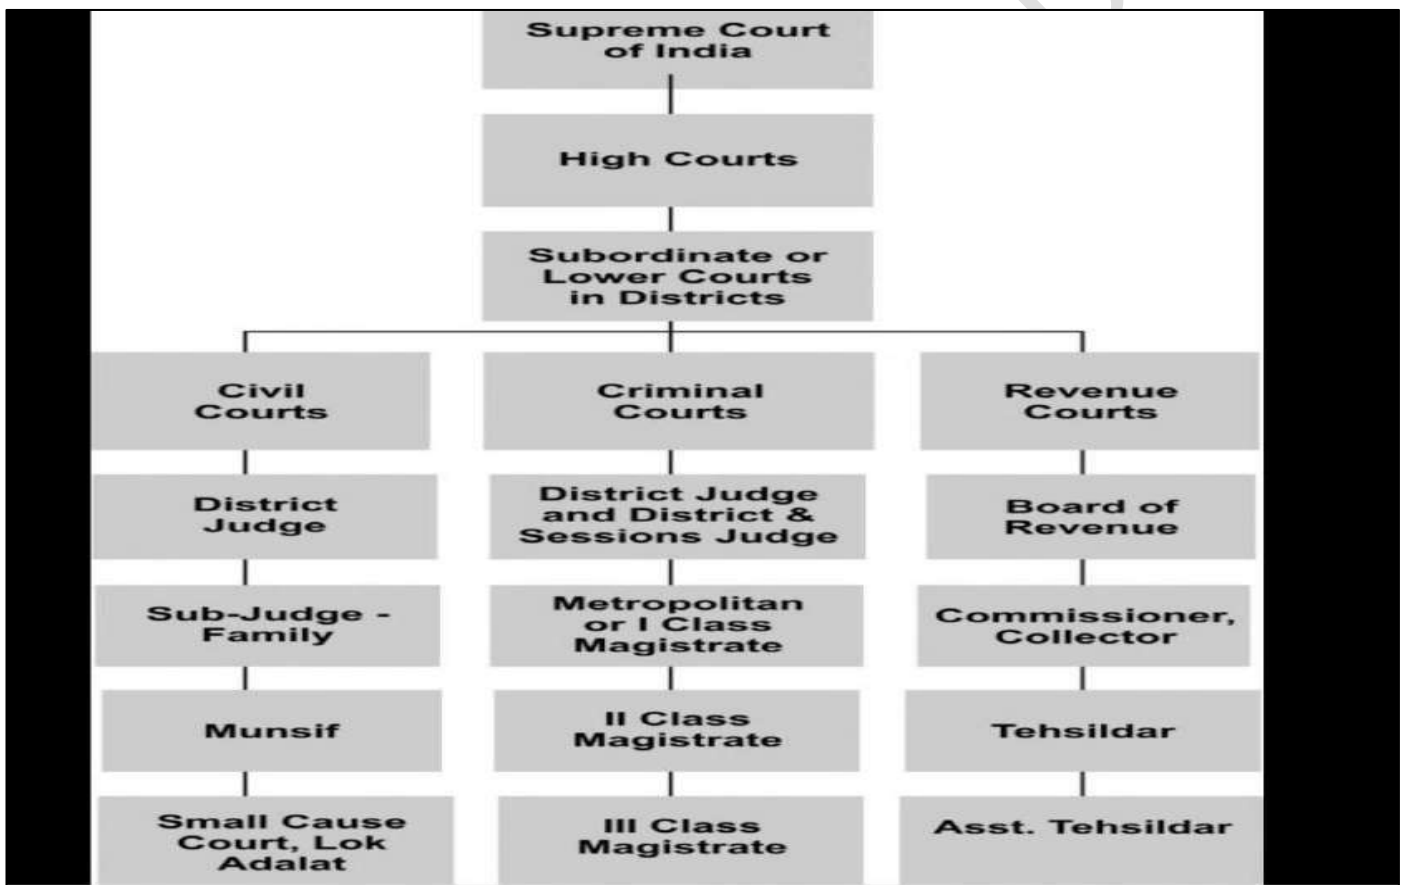 Supreme Court
of India
High Courts
Subordinate or
Lower Courts
in Districts
Civil
Courts
Criminal
Courts
Revenue
Courts
District
Judge
District Judge
and District &
Sessions Judge
Board of
Revenue
Sub-Judge -
Family
Metropolitan
or I Class
Magistrate
Commissioner,
Collector
Munsif
II Class
Magistrate
Tehsildar
Small Cause
Court, Lok
Adalat
III Class
Magistrate
Asst. Tehsildar